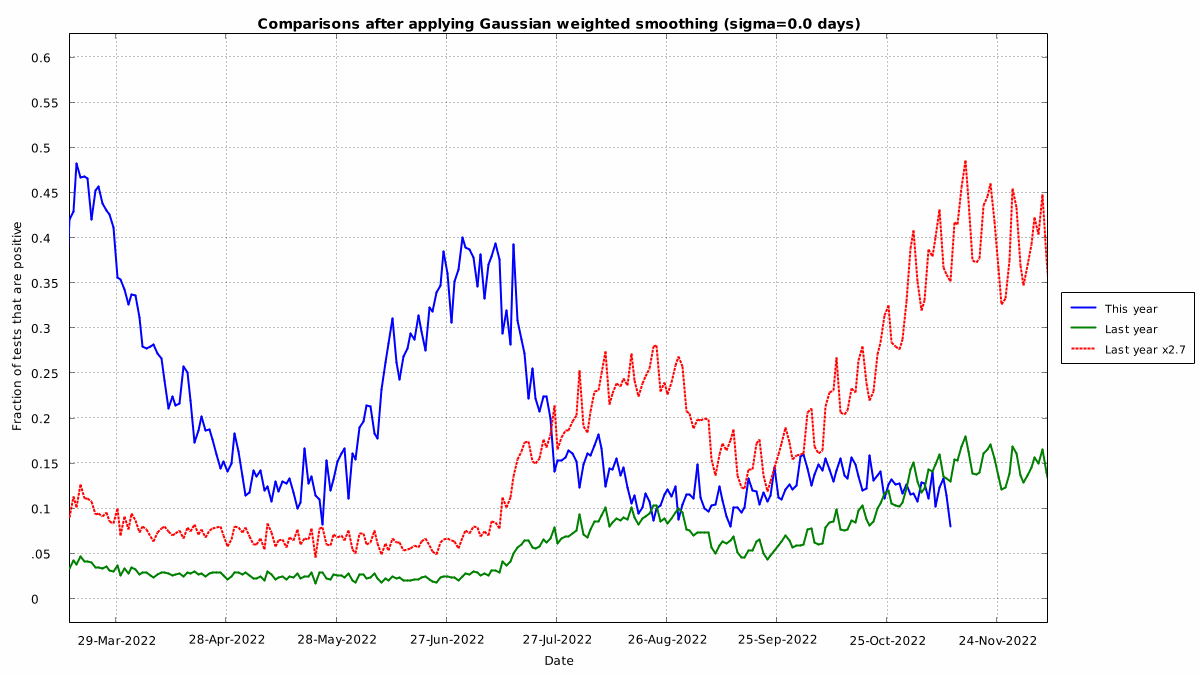 Comparisons after applying Gaussian weighted smoothing (sigma=0.0 days)
0.6
0.55
0.5
0.45
0.4
0.35
0.3
0.25
0.2
0.15
0.1
.05
0
Fraction of tests that are positive
29-Mar-2022 28-Apr-2022 28-May-2022 27-Jun-2022 27-Jul-2022 26-Aug-2022 25-Sep-2022 25-Oct-2022 24-Nov-2022
Date
This year
Last year
Last year x2.7